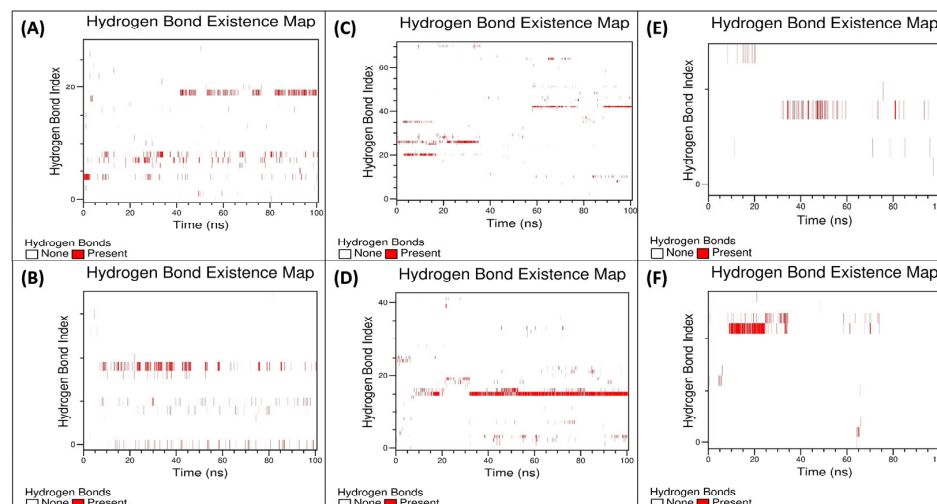 (A)
Hydrogen Bond Existence Map
Hydrogen Bond Index
20
0
0 20 40 60 80 100
Time (ns)
Hydrogen Bonds
None Present
(C)
Hydrogen Bond Existence Map
Hydrogen Bond Index
60
40
20
0
0 20 40 60 80 100
Time (ns)
Hydrogen Bonds
None Present
(E)
Hydrogen Bond Existence Map
Hydrogen Bond Index
0
0 20 40 60 80
Time (ns)
Hydrogen Bonds
None Present
(B)
Hydrogen Bond Existence Map
Hydrogen Bond Index
0
0 20 40 60 80 100
Time (ns)
Hydrogen Bonds
None Present
(D)
Hydrogen Bond Existence Map
Hydrogen Bond Index
40
20
0
0 20 40 60 80 100
Time (ns)
Hydrogen Bonds
None Present
(F)
Hydrogen Bond Existence Map
Hydrogen Bond Index
0
0 20 40 60 80
Time (ns)
Hydrogen Bonds
None Present